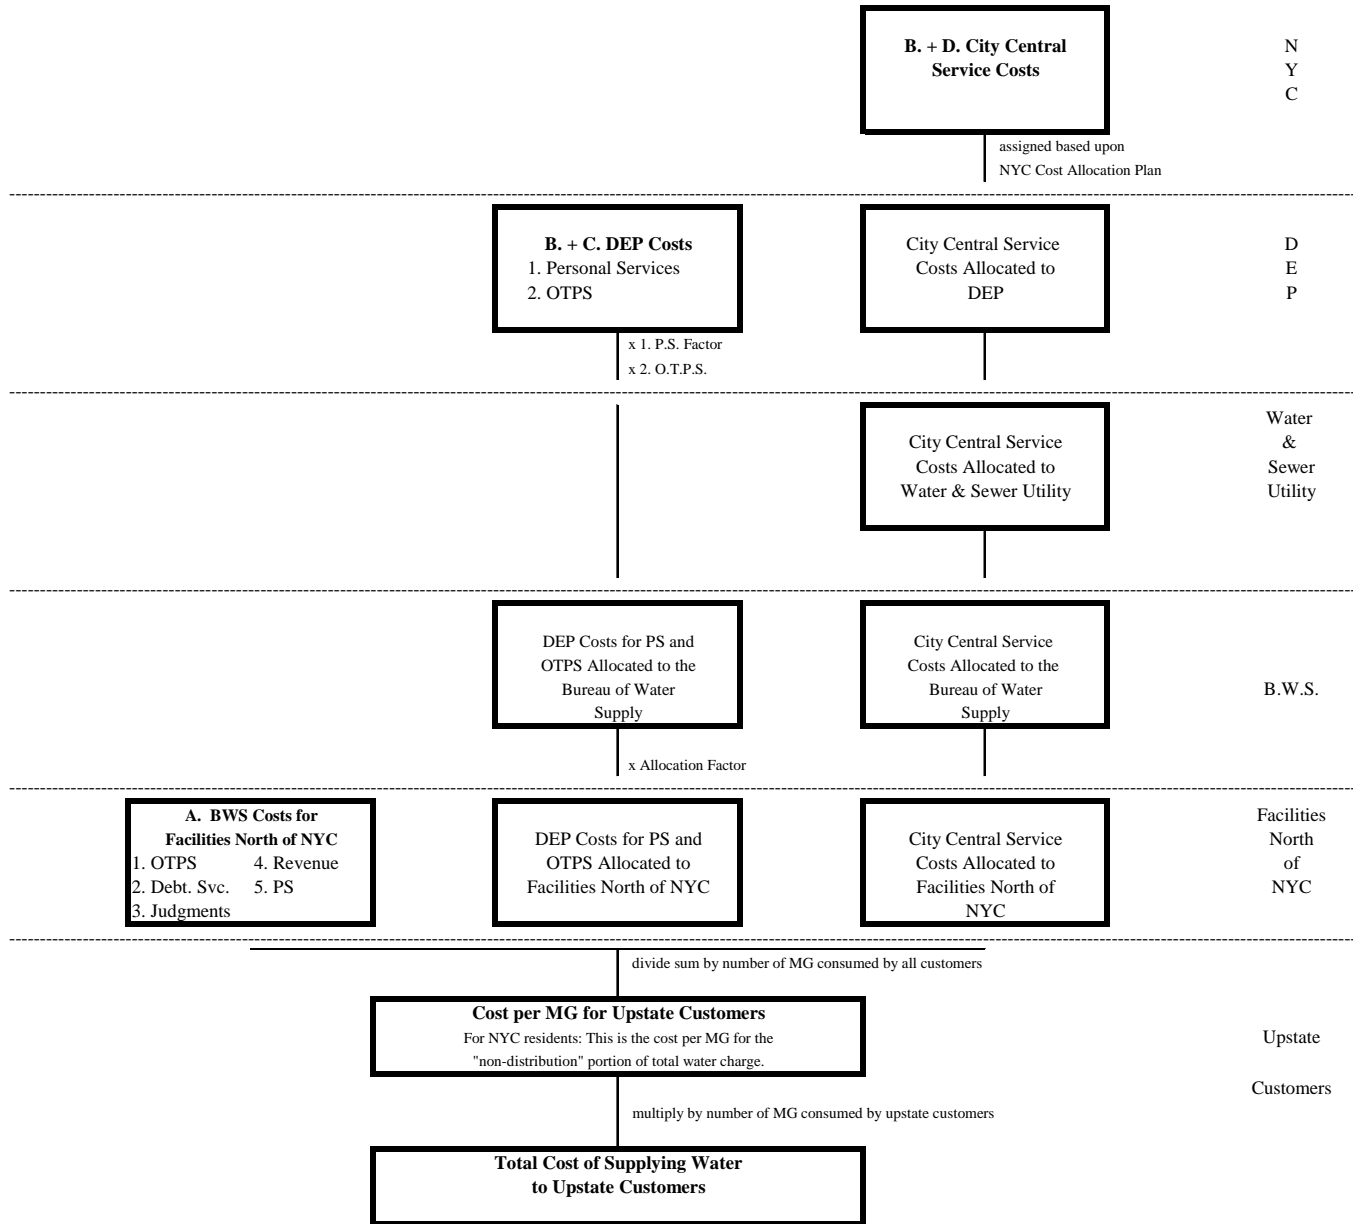 B. + D. City Central
Service Costs
N
Y
C
assigned based upon
NYC Cost Allocation Plan
B. + C. DEP Costs
1. Personal Services
2. OTPS
City Central Service
Costs Allocated to
DEP
D
E
P
x 1. P.S. Factor
x 2. O.T.P.S.
City Central Service
Costs Allocated to
Water & Sewer Utility
Water
&
Sewer
Utility
DEP Costs for PS and
OTPS Allocated to the
Bureau of Water
Supply
City Central Service
Costs Allocated to the
Bureau of Water
Supply
B.W.S.
x Allocation Factor
A. BWS Costs for
Facilities North of NYC
1. OTPS 4. Revenue
2. Debt. Svc. 5. PS
3. Judgments
DEP Costs for PS and
OTPS Allocated to
Facilities North of NYC
City Central Service
Costs Allocated to
Facilities North of
NYC
Facilities
North
of
NYC
divide sum by number of MG consumed by all customers
Cost per MG for Upstate Customers
For NYC residents: This is the cost per MG for the
"non-distribution" portion of total water charge.
Upstate
Customers
multiply by number of MG consumed by upstate customers
Total Cost of Supplying Water
to Upstate Customers